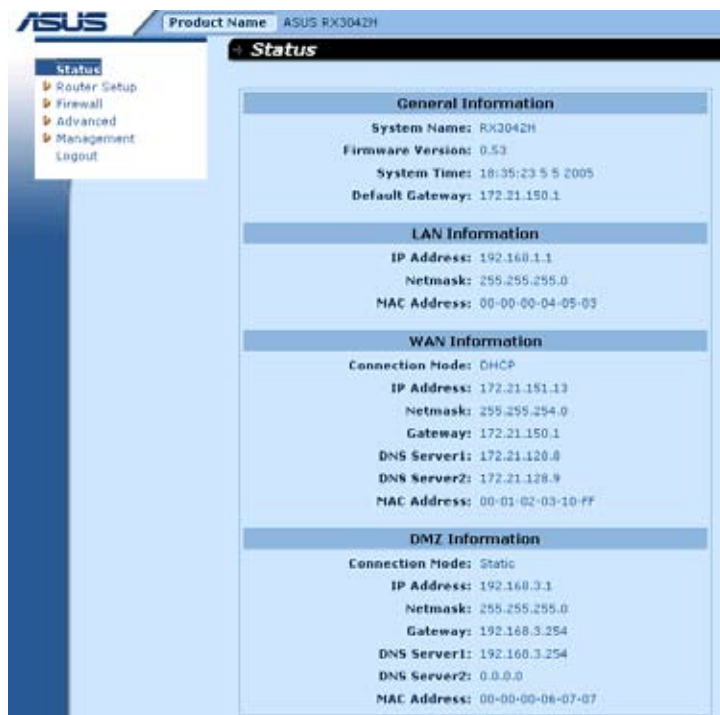 ASUS
Product Name ASUS RX3042H
Status
Status
Router Setup
Firewall
Advanced
Management
Logout
General Information
System Name: RX3042H
Firmware Version: 0.53
System Time: 18:35:23 5 5 2005
Default Gateway: 172.21.150.1
LAN Information
IP Address: 192.168.1.1
Netmask: 255.255.255.0
MAC Address: 00-00-00-04-05-03
WAN Information
Connection Mode: DHCP
IP Address: 172.21.151.13
Netmask: 255.255.254.0
Gateway: 172.21.150.1
DNS Server1: 172.21.128.8
DNS Server2: 172.21.128.9
MAC Address: 00-01-02-03-10-FF
DMZ Information
Connection Mode: Static
IP Address: 192.168.3.1
Netmask: 255.255.255.0
Gateway: 192.168.3.254
DNS Server1: 192.168.3.254
DNS Server2: 0.0.0.0
MAC Address: 00-00-00-06-07-07